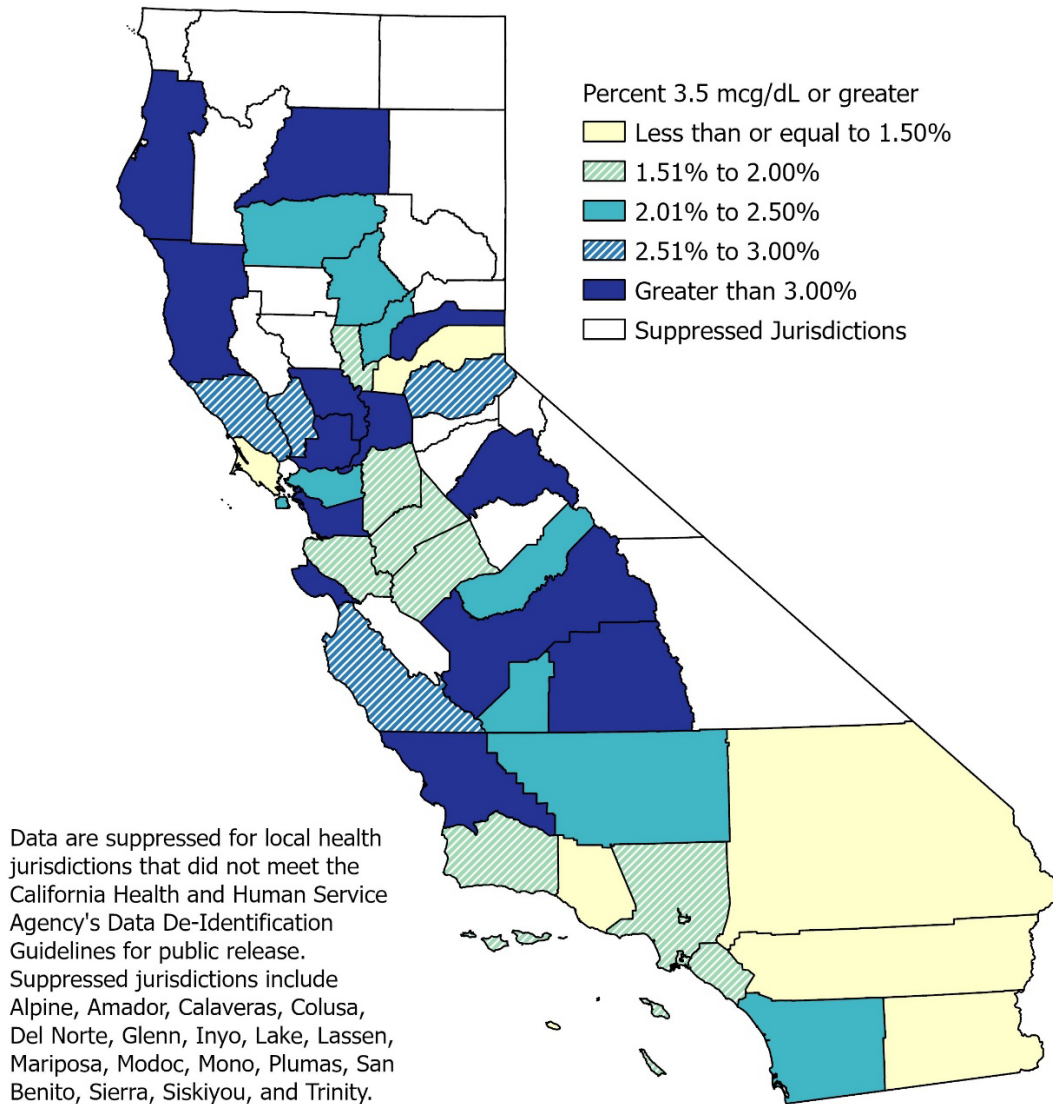 Percent 3.5 mcg/dL or greater
Less than or equal to 1.50%
1.51% to 2.00%
2.01% to 2.50%
2.51% to 3.00%
Greater than 3.00%
Suppressed Jurisdictions
Data are suppressed for local health
jurisdictions that did not meet the
California Health and Human Service
Agency's Data De-Identification
Guidelines for public release.
Suppressed jurisdictions include
Alpine, Amador, Calaveras, Colusa,
Del Norte, Glenn, Inyo, Lake, Lassen,
Mariposa, Modoc, Mono, Plumas, San
Benito, Sierra, Siskiyou, and Trinity.